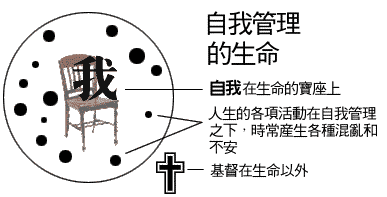 自我管理
的生命
我
自我在生命的寶座上
人生的各項活動在自我管理
之下，時常產生各種混亂和
不安
基督在生命以外